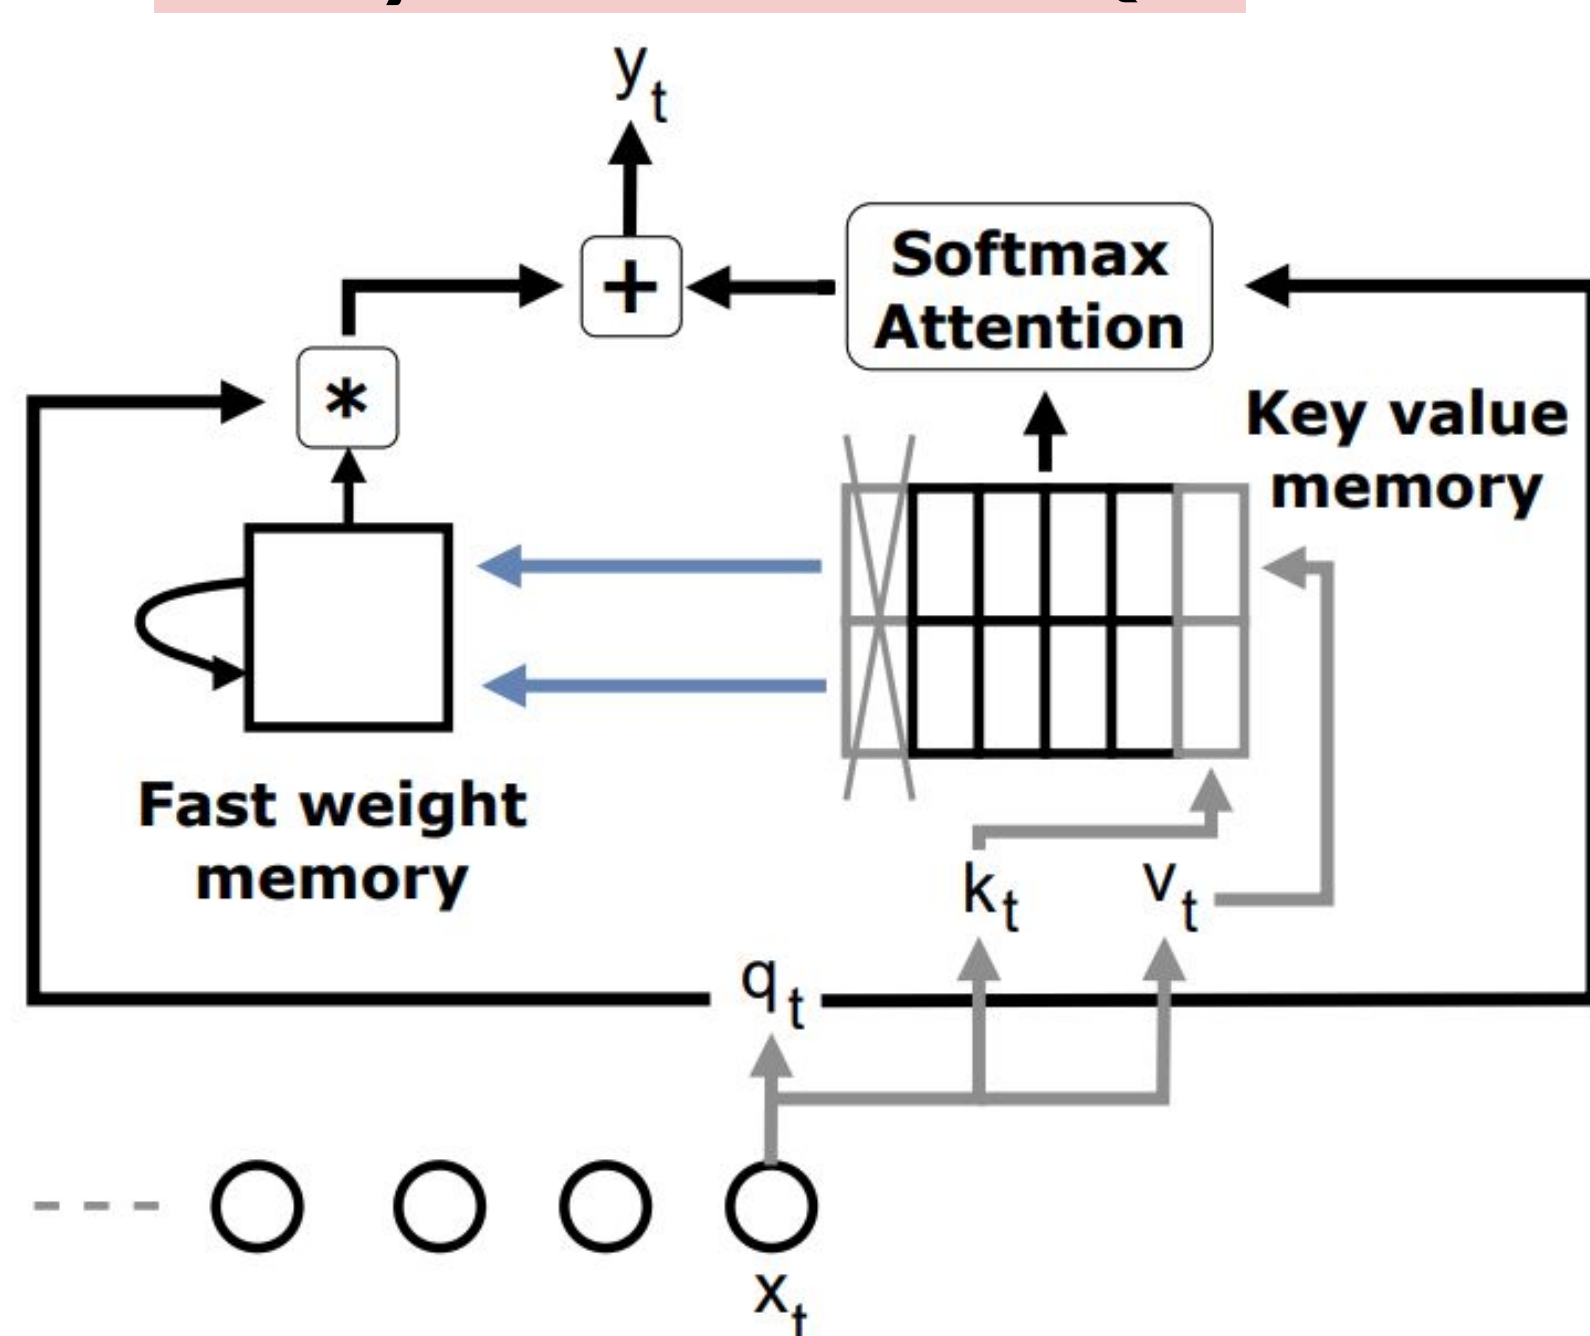 y_t
+
Softmax
Attention
*
Key value
memory
Fast weight
memory
k_t
v_t
q_t
x_t